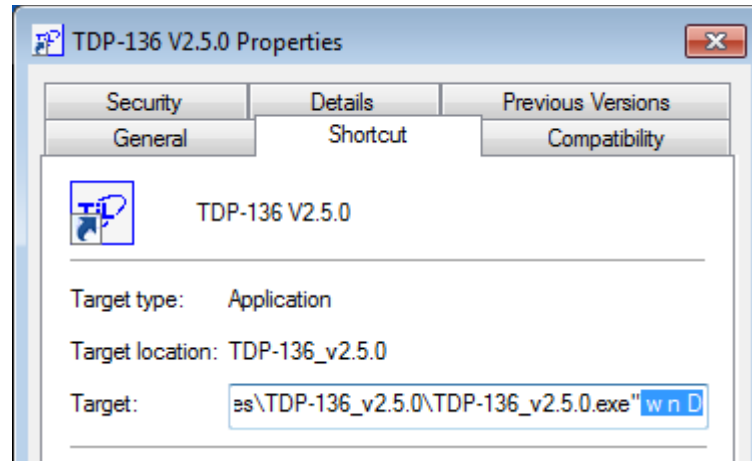 TDP-136 V2.5.0 Properties
Security Details Previous Versions
General Shortcut Compatibility
TiL TDP-136 V2.5.0
Target type: Application
Target location: TDP-136_v2.5.0
Target: es\TDP-136_v2.5.0\TDP-136_v2.5.0.exe" w n D